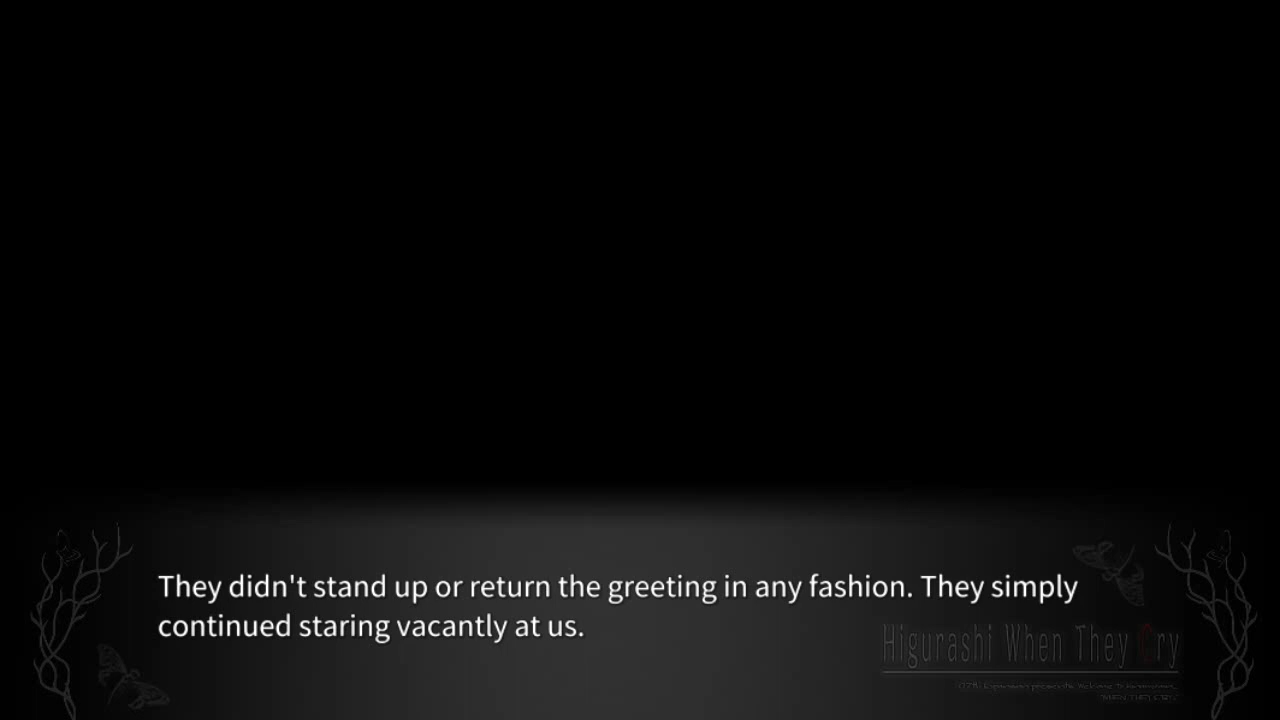 They didn't stand up or return the greeting in any fashion. They simply
continued staring vacantly at us.
Higurashi When They Cry